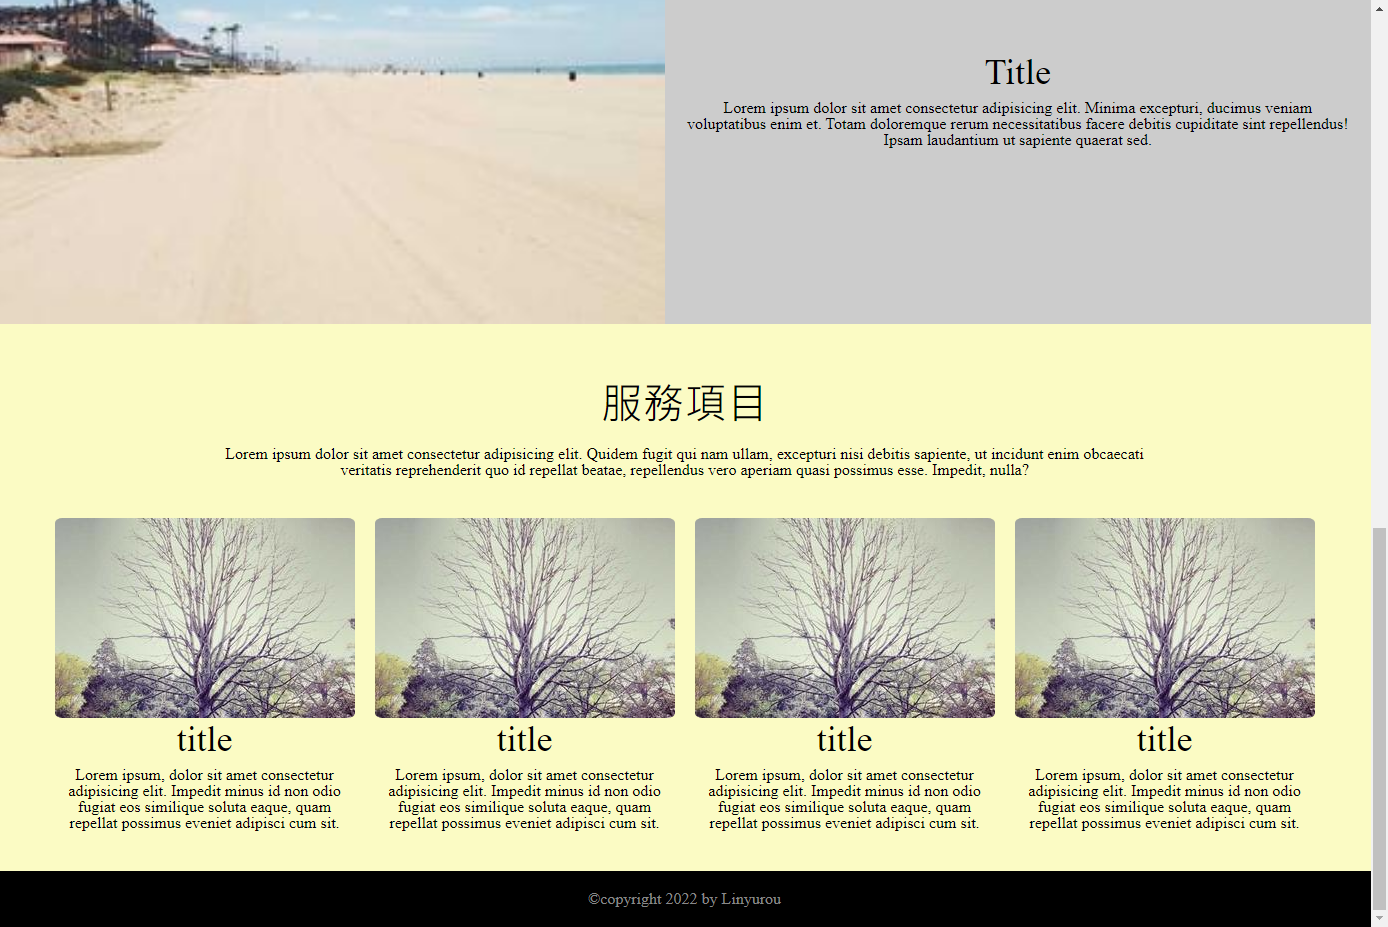 Title
Lorem ipsum dolor sit amet consectetur adipisicing elit. Minima excepturi, ducimus veniam
voluptatibus enim et. Totam doloremque rerum necessitatibus facere debitis cupiditate sint repellendus!
Ipsam laudantium ut sapiente quaerat sed.
服務項目
Lorem ipsum dolor sit amet consectetur adipisicing elit. Quidem fugit qui nam ullam, excepturi nisi debitis sapiente, ut incidunt enim obcaecati
veritatis reprehenderit quo id repellat beatae, repellendus vero aperiam quasi possimus esse. Impedit, nulla?
title
Lorem ipsum, dolor sit amet consectetur
adipisicing elit. Impedit minus id non odio
fugiat eos similique soluta eaque, quam
repellat possimus eveniet adipisci cum sit.
title
Lorem ipsum, dolor sit amet consectetur
adipisicing elit. Impedit minus id non odio
fugiat eos similique soluta eaque, quam
repellat possimus eveniet adipisci cum sit.
title
Lorem ipsum, dolor sit amet consectetur
adipisicing elit. Impedit minus id non odio
fugiat eos similique soluta eaque, quam
repellat possimus eveniet adipisci cum sit.
title
Lorem ipsum, dolor sit amet consectetur
adipisicing elit. Impedit minus id non odio
fugiat eos similique soluta eaque, quam
repellat possimus eveniet adipisci cum sit.
©copyright 2022 by Linyurou